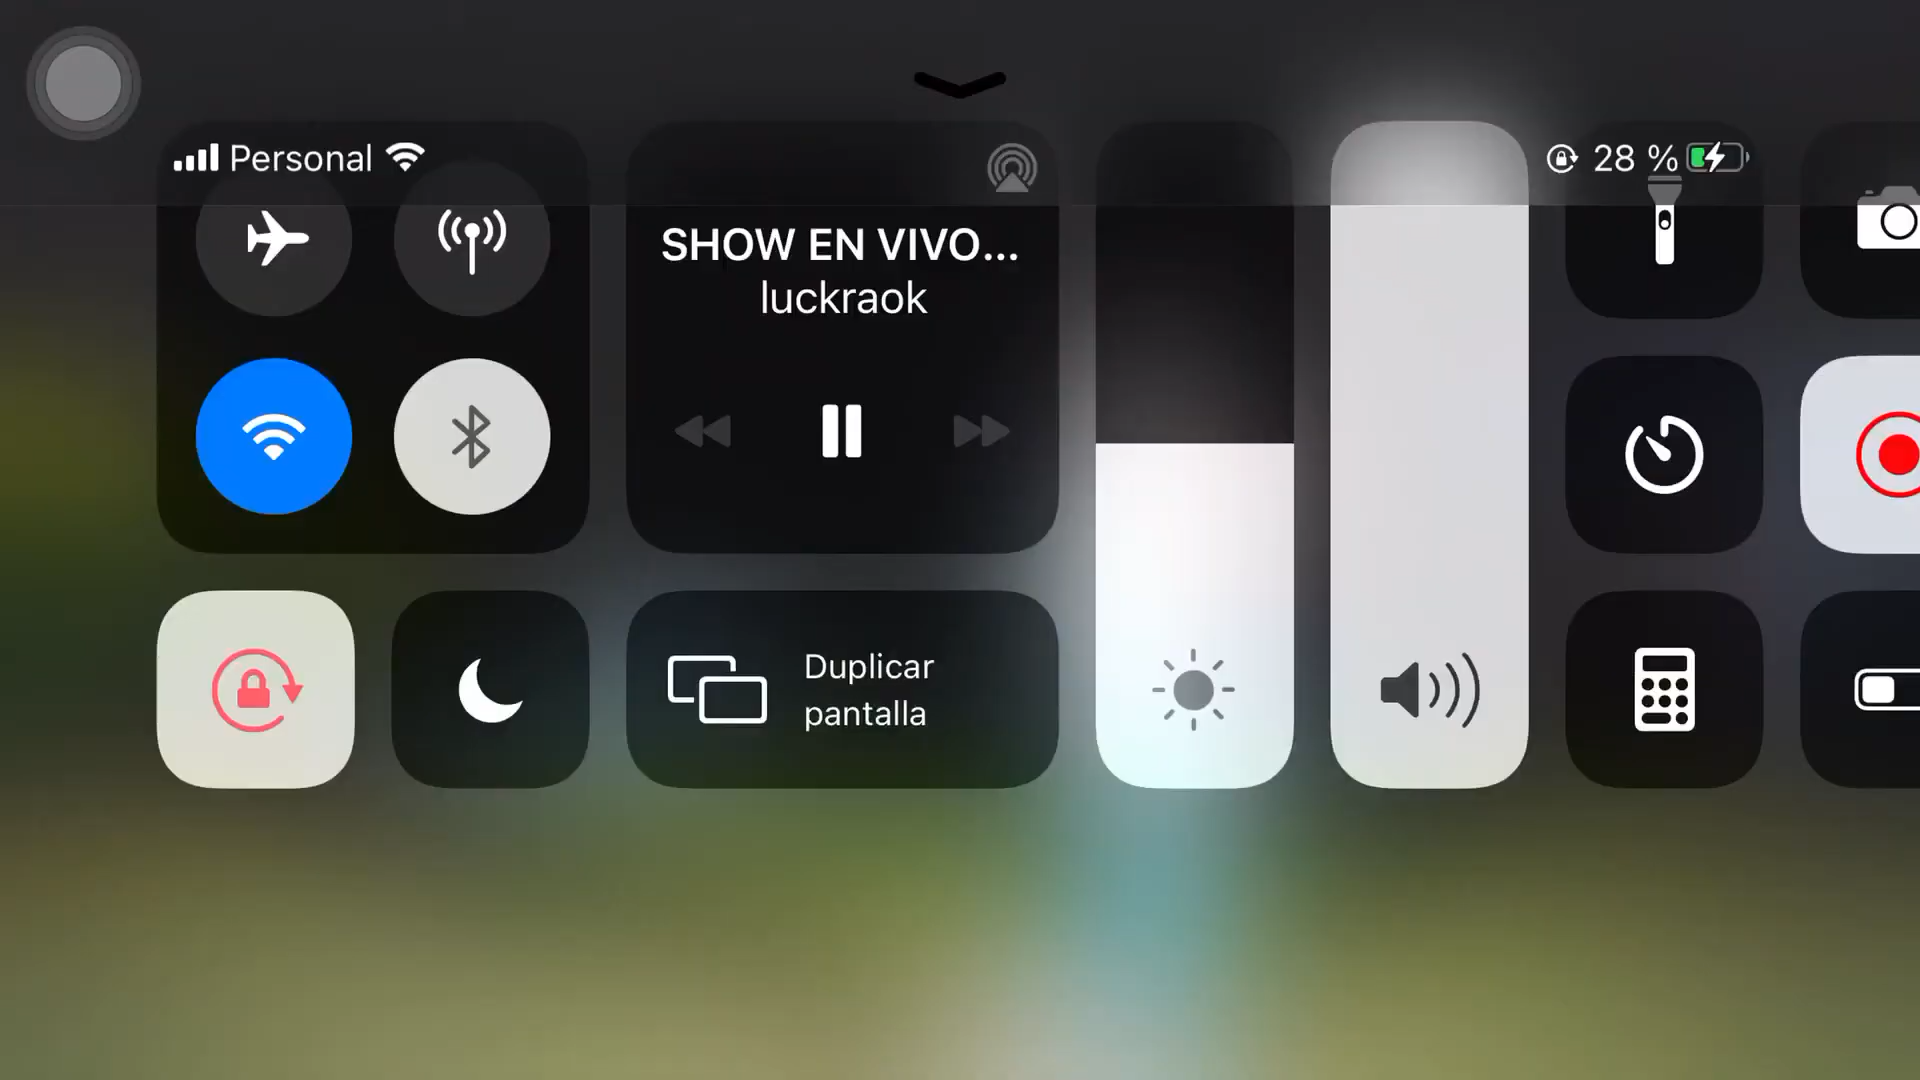 Personal
28 %
SHOW EN VIVO...
luckraok
Duplicar
pantalla